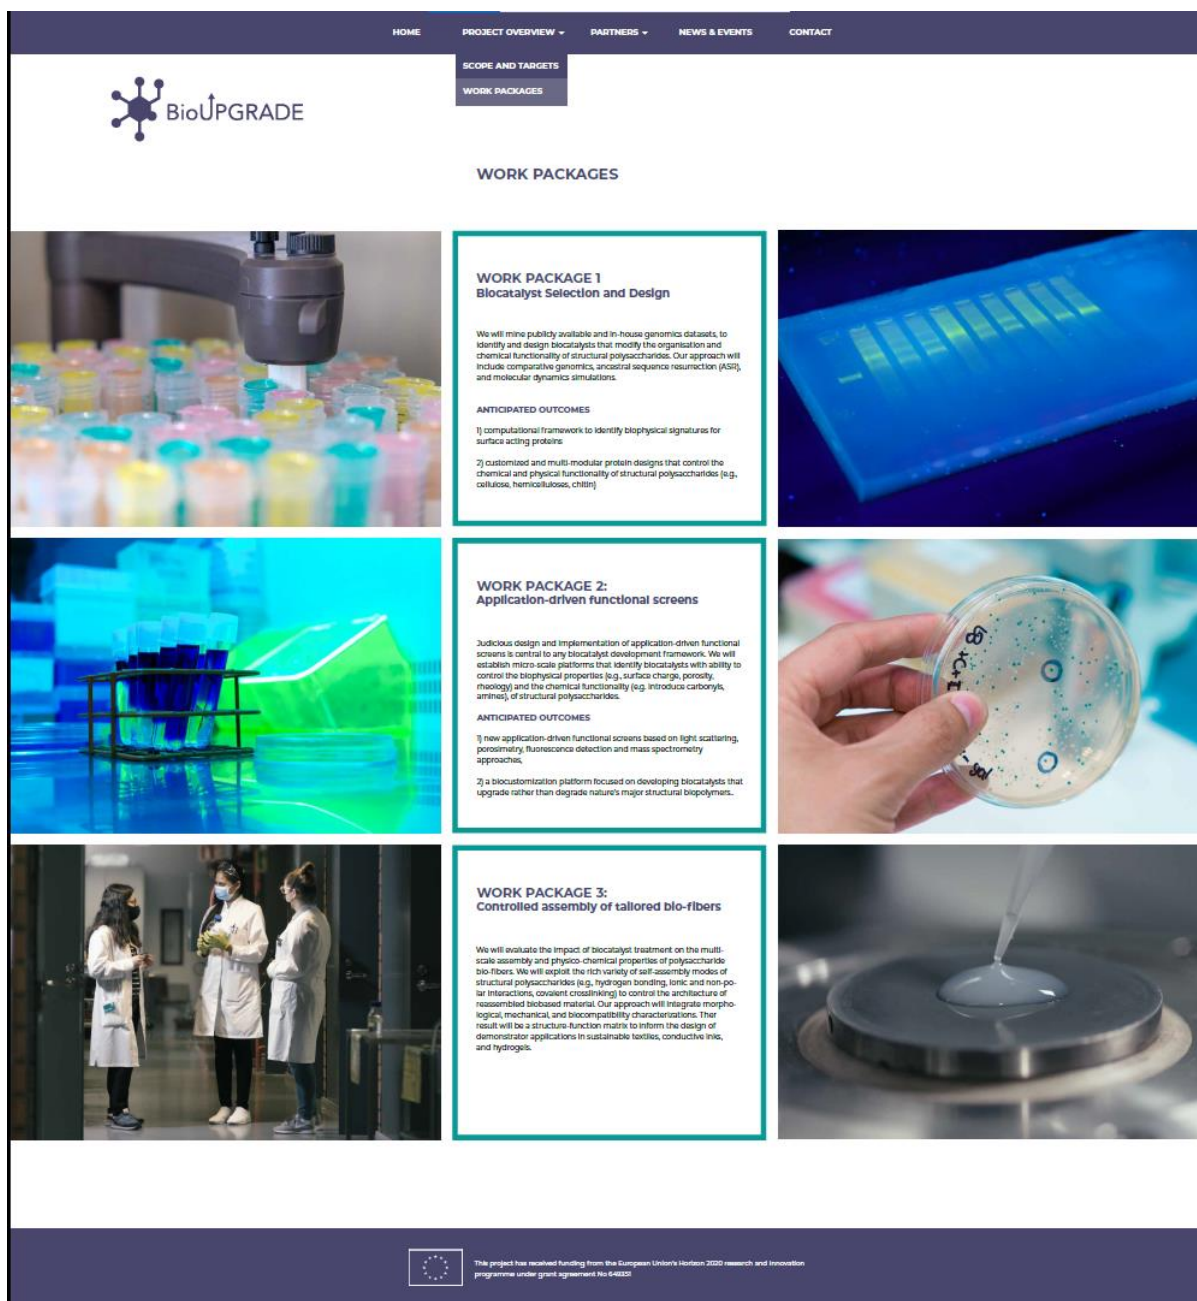 HOME PROJECT OVERVIEW PARTNERS NEWS & EVENTS CONTACT
SCOPE AND TARGETS
WORK PACKAGES
BioUPGRADE
WORK PACKAGES
WORK PACKAGE 1
Biocatalyst Selection and Design
We will mine publicly available and in-house genomics datasets, to
identify and design biocatalysts that modify the organisation and
chemical functionality of structural polysaccharides. Our approach will
include comparative genomics, ancestral sequence resurrection (ASR),
and molecular dynamics simulations.
ANTICIPATED OUTCOMES
1) computational framework to identify biophysical signatures for
surface acting proteins
2) customized and multi-modular protein designs that control the
chemical and physical functionality of structural polysaccharides (e.g.,
cellulose, hemicelluloses, chitin)
WORK PACKAGE 2:
Application-driven functional screens
Judicious design and implementation of application-driven functional
screens is central to any biocatalyst development framework. We will
establish micro-scale platforms that identify biocatalysts with ability to
control the biophysical properties (e.g., surface charge, porosity,
rheology) and the chemical functionality (e.g. introduce carbonyls,
amines), of structural polysaccharides.
ANTICIPATED OUTCOMES
1) new application-driven functional screens based on light scattering,
porosimetry, fluorescence detection and mass spectrometry
approaches,
2) a biocustomization platform focused on developing biocatalysts that
upgrade rather than degrade nature's major structural biopolymers..
WORK PACKAGE 3:
Controlled assembly of tailored bio-fibers
We will evaluate the impact of biocatalyst treatment on the multi-
scale assembly and physico-chemical properties of polysaccharide
bio-fibers. We will exploit the rich variety of self-assembly modes of
structural polysaccharides (e.g., hydrogen bonding, ionic and non-po-
lar interactions, covalent crosslinking) to control the architecture of
reassembled biobased material. Our approach will integrate morpho-
logical, mechanical, and biocompatibility characterizations. Ther
result will be a structure-function matrix to inform the design of
demonstrator applications in sustainable textiles, conductive inks,
and hydrogels.
This project has received funding from the European Union's Horizon 2020 research and innovation
programme under grant agreement No 649351